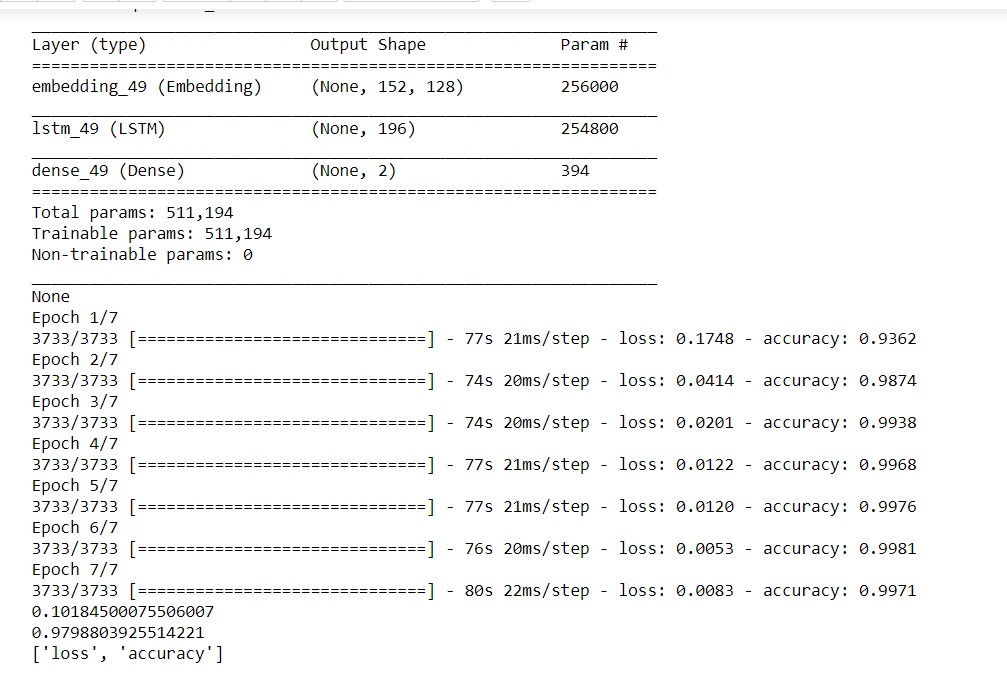 Layer (type) Output Shape Param #
=================================================================
embedding_49 (Embedding) (None, 152, 128) 256000
_________________________________________________________________
lstm_49 (LSTM) (None, 196) 254800
_________________________________________________________________
dense_49 (Dense) (None, 2) 394
=================================================================
Total params: 511,194
Trainable params: 511,194
Non-trainable params: 0
_________________________________________________________________
None
Epoch 1/7
3733/3733 [==============================] - 77s 21ms/step - loss: 0.1748 - accuracy: 0.9362
Epoch 2/7
3733/3733 [==============================] - 74s 20ms/step - loss: 0.0414 - accuracy: 0.9874
Epoch 3/7
3733/3733 [==============================] - 74s 20ms/step - loss: 0.0201 - accuracy: 0.9938
Epoch 4/7
3733/3733 [==============================] - 77s 21ms/step - loss: 0.0122 - accuracy: 0.9968
Epoch 5/7
3733/3733 [==============================] - 77s 21ms/step - loss: 0.0120 - accuracy: 0.9976
Epoch 6/7
3733/3733 [==============================] - 76s 20ms/step - loss: 0.0053 - accuracy: 0.9981
Epoch 7/7
3733/3733 [==============================] - 80s 22ms/step - loss: 0.0083 - accuracy: 0.9971
0.10184500075506007
0.9798803925514221
['loss', 'accuracy']